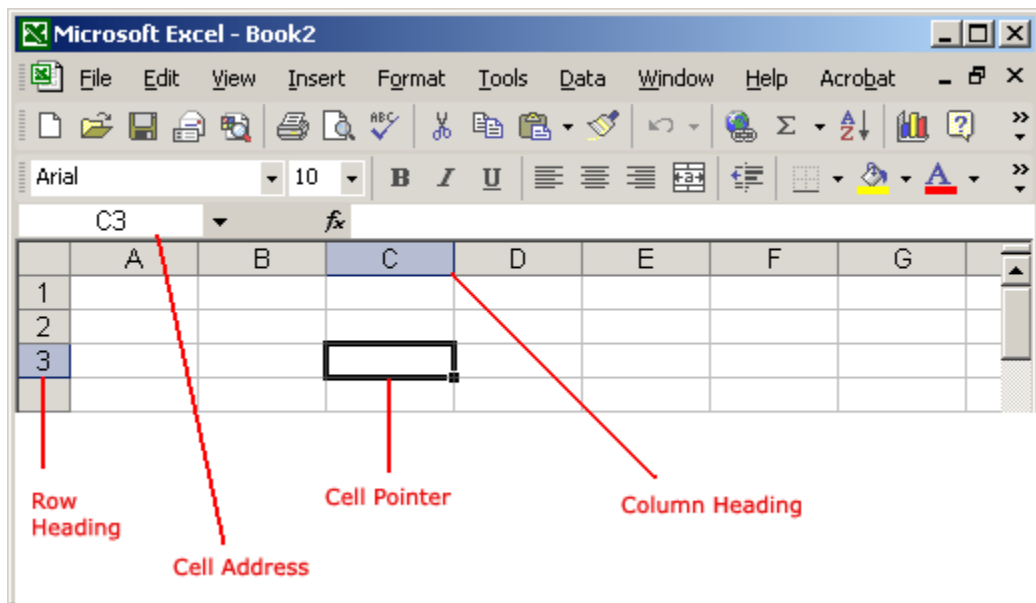 Microsoft Excel - Book2
File Edit View Insert Format Tools Data Window Help Acrobat
ABC Σ A Z ?
Arial 10 B I U a A
C3 fx
A B C D E F G
1
2
3
Row
Heading
Cell Pointer
Column Heading
Cell Address